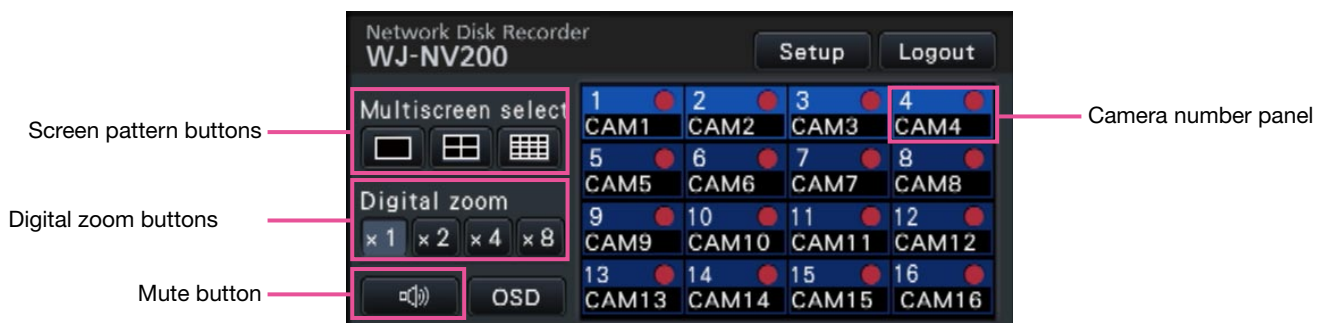 Network Disk Recorder
WJ-NV200
Setup
Logout
Multiscreen select
Screen pattern buttons
Digital zoom
×1 ×2 ×4 ×8
Digital zoom buttons
OSD
Mute button
1 2 3 4
CAM1 CAM2 CAM3 CAM4
5 6 7 8
CAM5 CAM6 CAM7 CAM8
9 10 11 12
CAM9 CAM10 CAM11 CAM12
13 14 15 16
CAM13 CAM14 CAM15 CAM16
Camera number panel